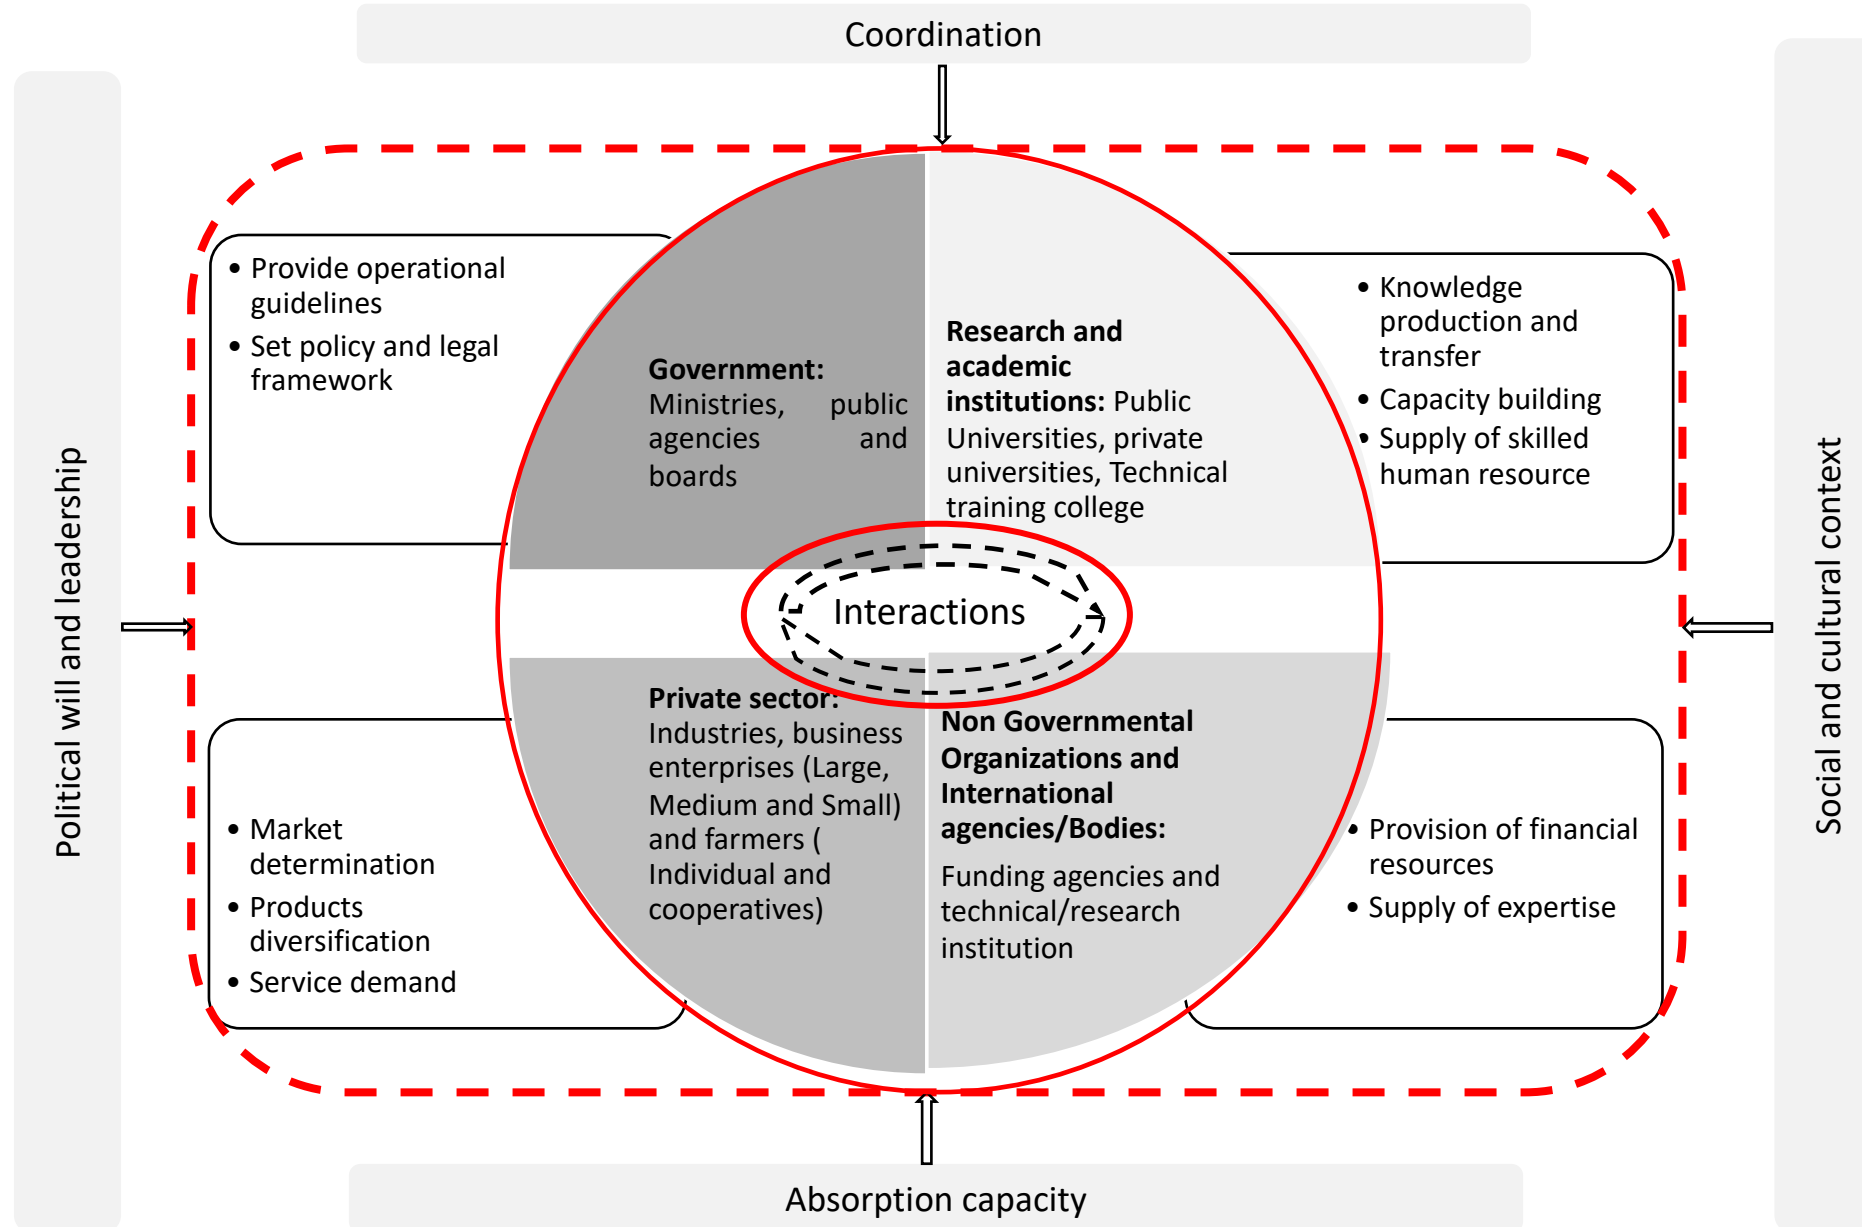 Coordination
Political will and leadership
• Provide operational
guidelines
• Set policy and legal
framework
Government:
Ministries, public
agencies and
boards
Research and
academic
institutions: Public
Universities, private
universities, Technical
training college
• Knowledge
production and
transfer
• Capacity building
• Supply of skilled
human resource
Social and cultural context
Interactions
• Market
determination
• Products
diversification
• Service demand
Private sector:
Industries, business
enterprises (Large,
Medium and Small)
and farmers (
Individual and
cooperatives)
Non Governmental
Organizations and
International
agencies/Bodies:
Funding agencies and
technical/research
institution
• Provision of financial
resources
• Supply of expertise
Absorption capacity